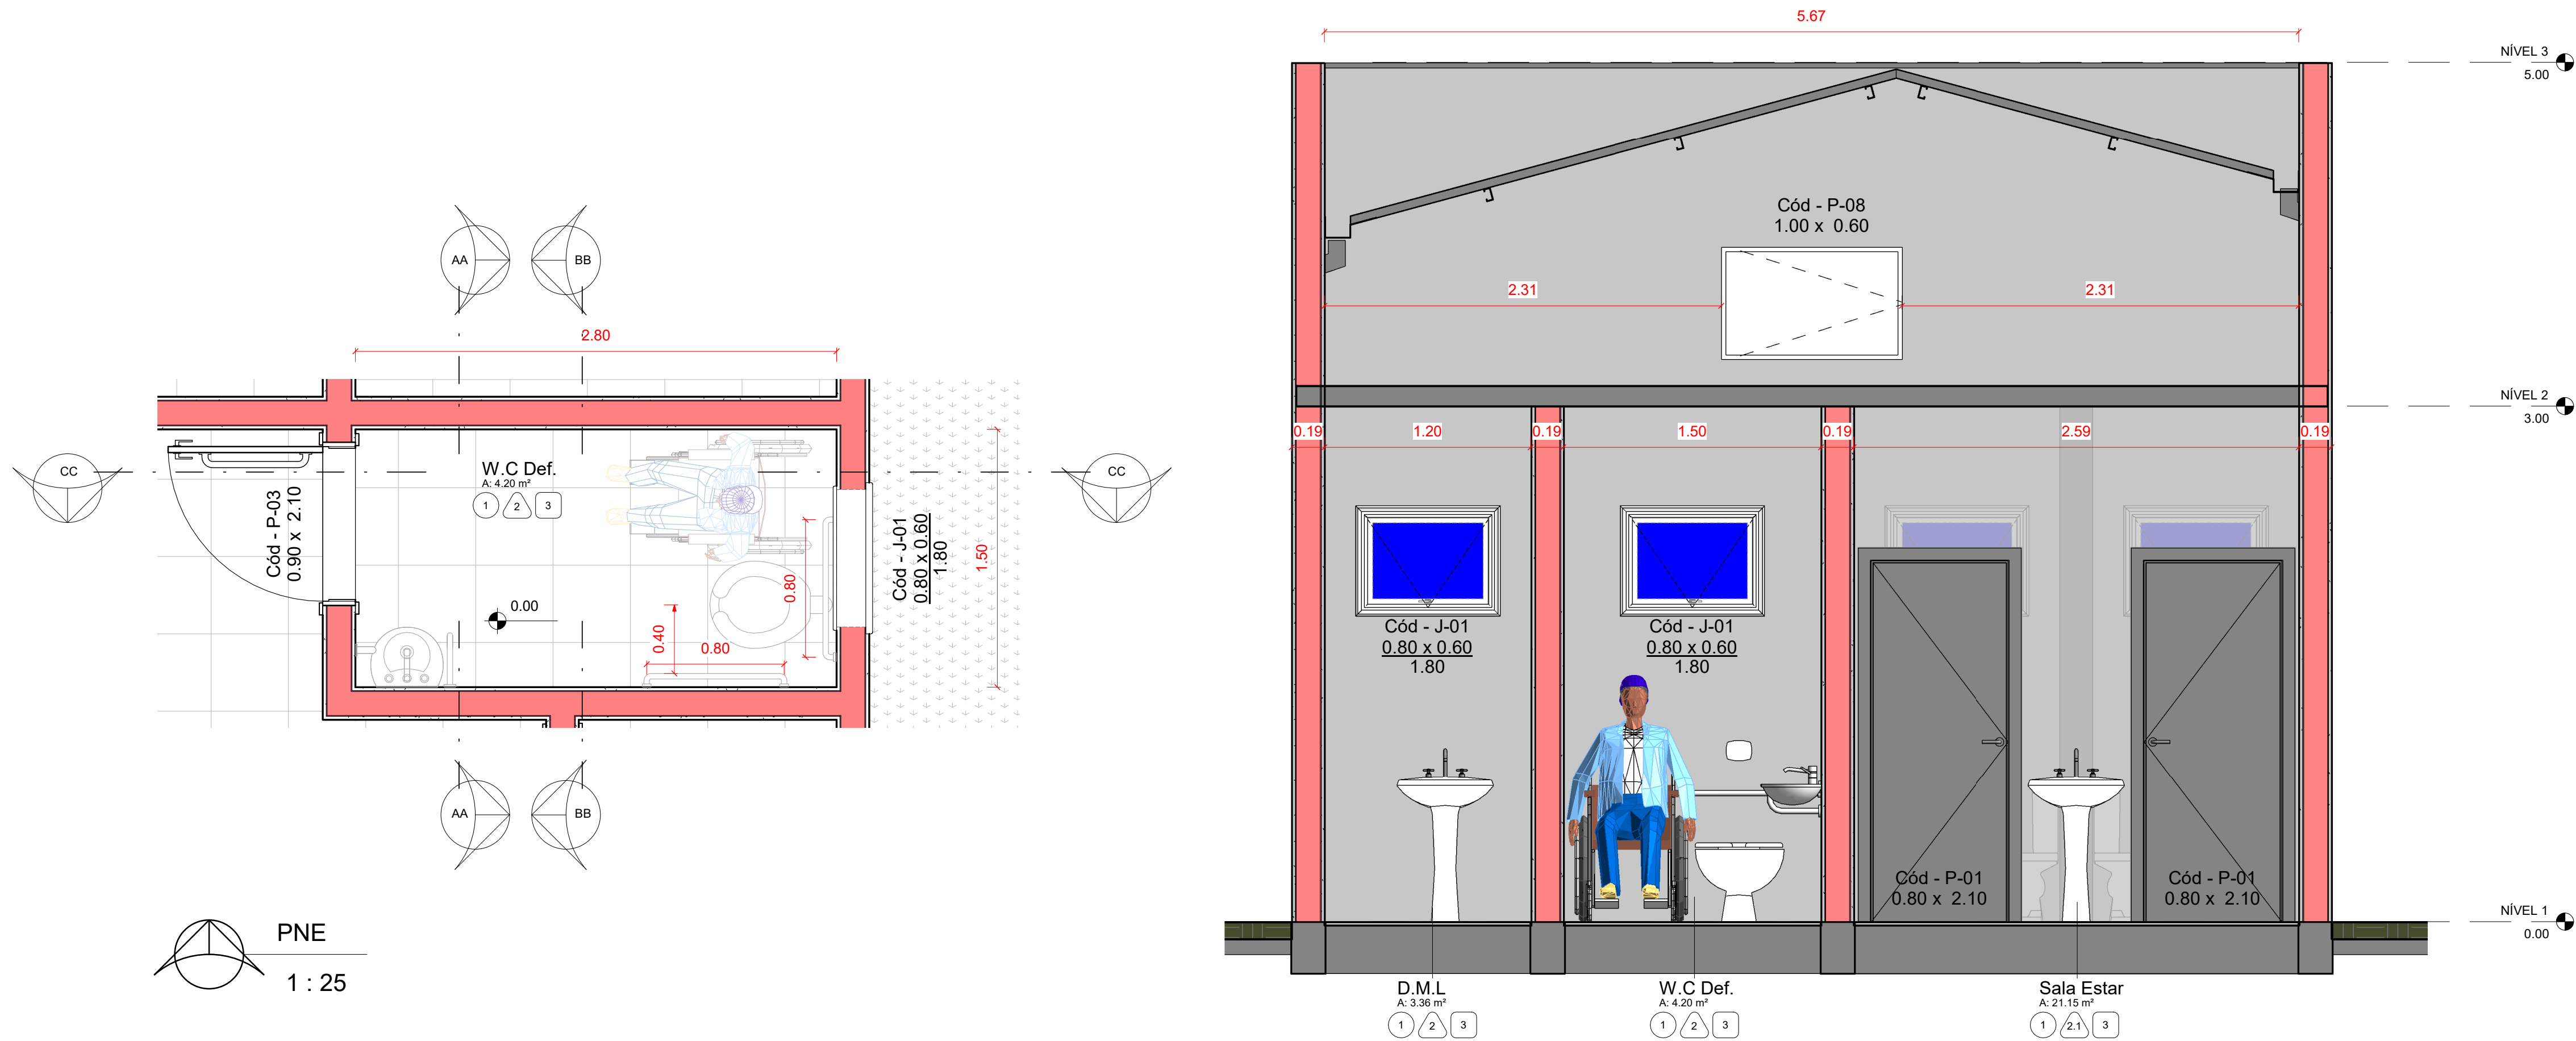 AA
BB
2.80
CC
Cód - P-03
0.90 x 2.10
W.C Def.
A: 4.20 m²
1
2
3
0.00
0.40
0.80
0.80
Cód - J-01
0.80 x 0.60
1.80
1.50
CC
AA
BB
PNE
1 : 25
5.67
NÍVEL 3
5.00
Cód - P-08
1.00 x 0.60
2.31
2.31
NÍVEL 2
3.00
0.19
1.20
0.19
1.50
0.19
2.59
0.19
Cód - J-01
0.80 x 0.60
1.80
Cód - J-01
0.80 x 0.60
1.80
Cód - P-01
0.80 x 2.10
Cód - P-01
0.80 x 2.10
NÍVEL 1
0.00
D.M.L
A: 3.36 m²
1
2
3
W.C Def.
A: 4.20 m²
1
2
3
Sala Estar
A: 21.15 m²
1
2.1
3